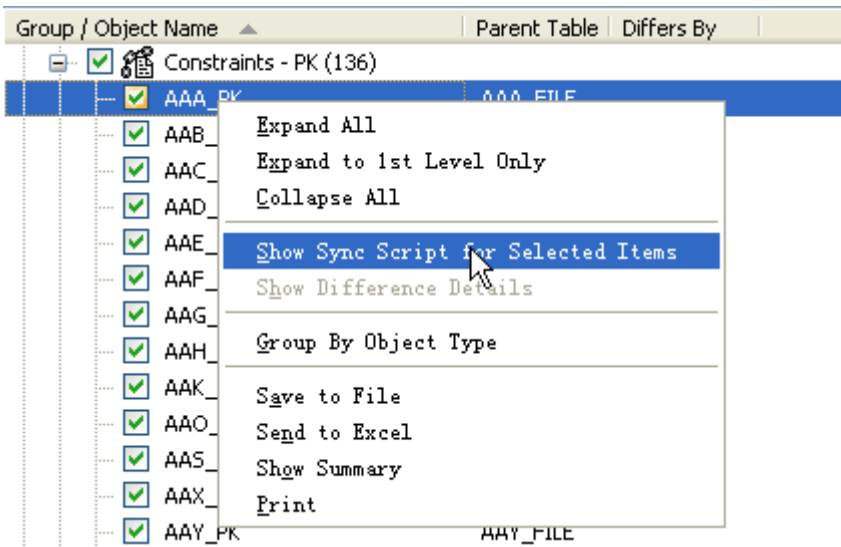 Group / Object Name Parent Table Differs By
Constraints - PK (136)
AAA_PK AAA_FILE
Expand All
AAB_
Expand to 1st Level Only
AAC_
Collapse All
AAD_
AAE_
Show Sync Script for Selected Items
AAF_
Show Difference Details
AAG_
Group By Object Type
AAH_
AAK_
Save to File
AAO_
Send to Excel
AAS_
Show Summary
AAX_
Print
AAY_PK AAY_FILE